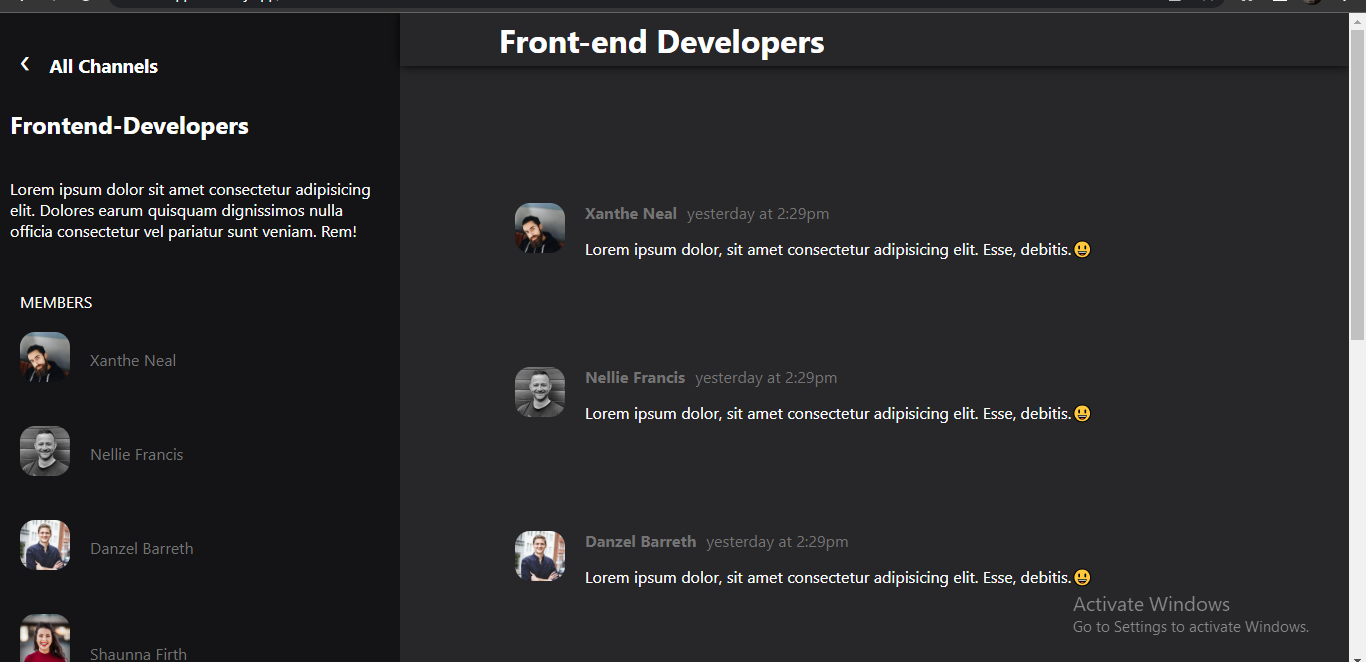 All Channels
Frontend-Developers
Lorem ipsum dolor sit amet consectetur adipisicing
elit. Dolores earum quisquam dignissimos nulla
officia consectetur vel pariatur sunt veniam. Rem!
MEMBERS
Xanthe Neal
Nellie Francis
Danzel Barreth
Shaunna Firth
Front-end Developers
Xanthe Neal yesterday at 2:29pm
Lorem ipsum dolor, sit amet consectetur adipisicing elit. Esse, debitis.😃
Nellie Francis yesterday at 2:29pm
Lorem ipsum dolor, sit amet consectetur adipisicing elit. Esse, debitis.😃
Danzel Barreth yesterday at 2:29pm
Lorem ipsum dolor, sit amet consectetur adipisicing elit. Esse, debitis.😃
Activate Windows
Go to Settings to activate Windows.